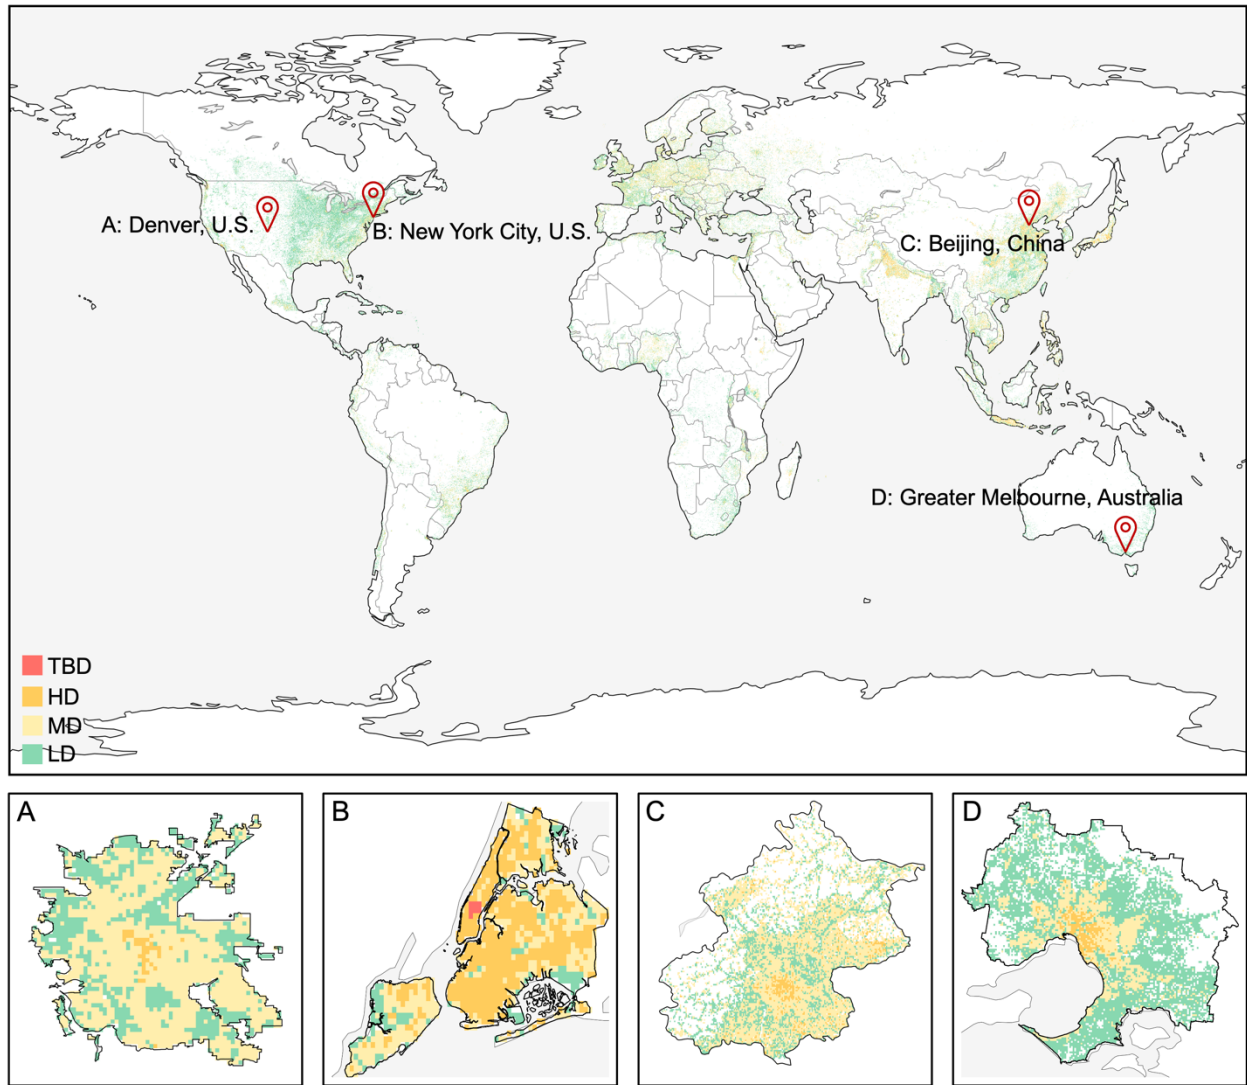 A: Denver, U.S.
B: New York City, U.S.
C: Beijing, China
D: Greater Melbourne, Australia
TBD
HD
MD
LD
A
B
C
D